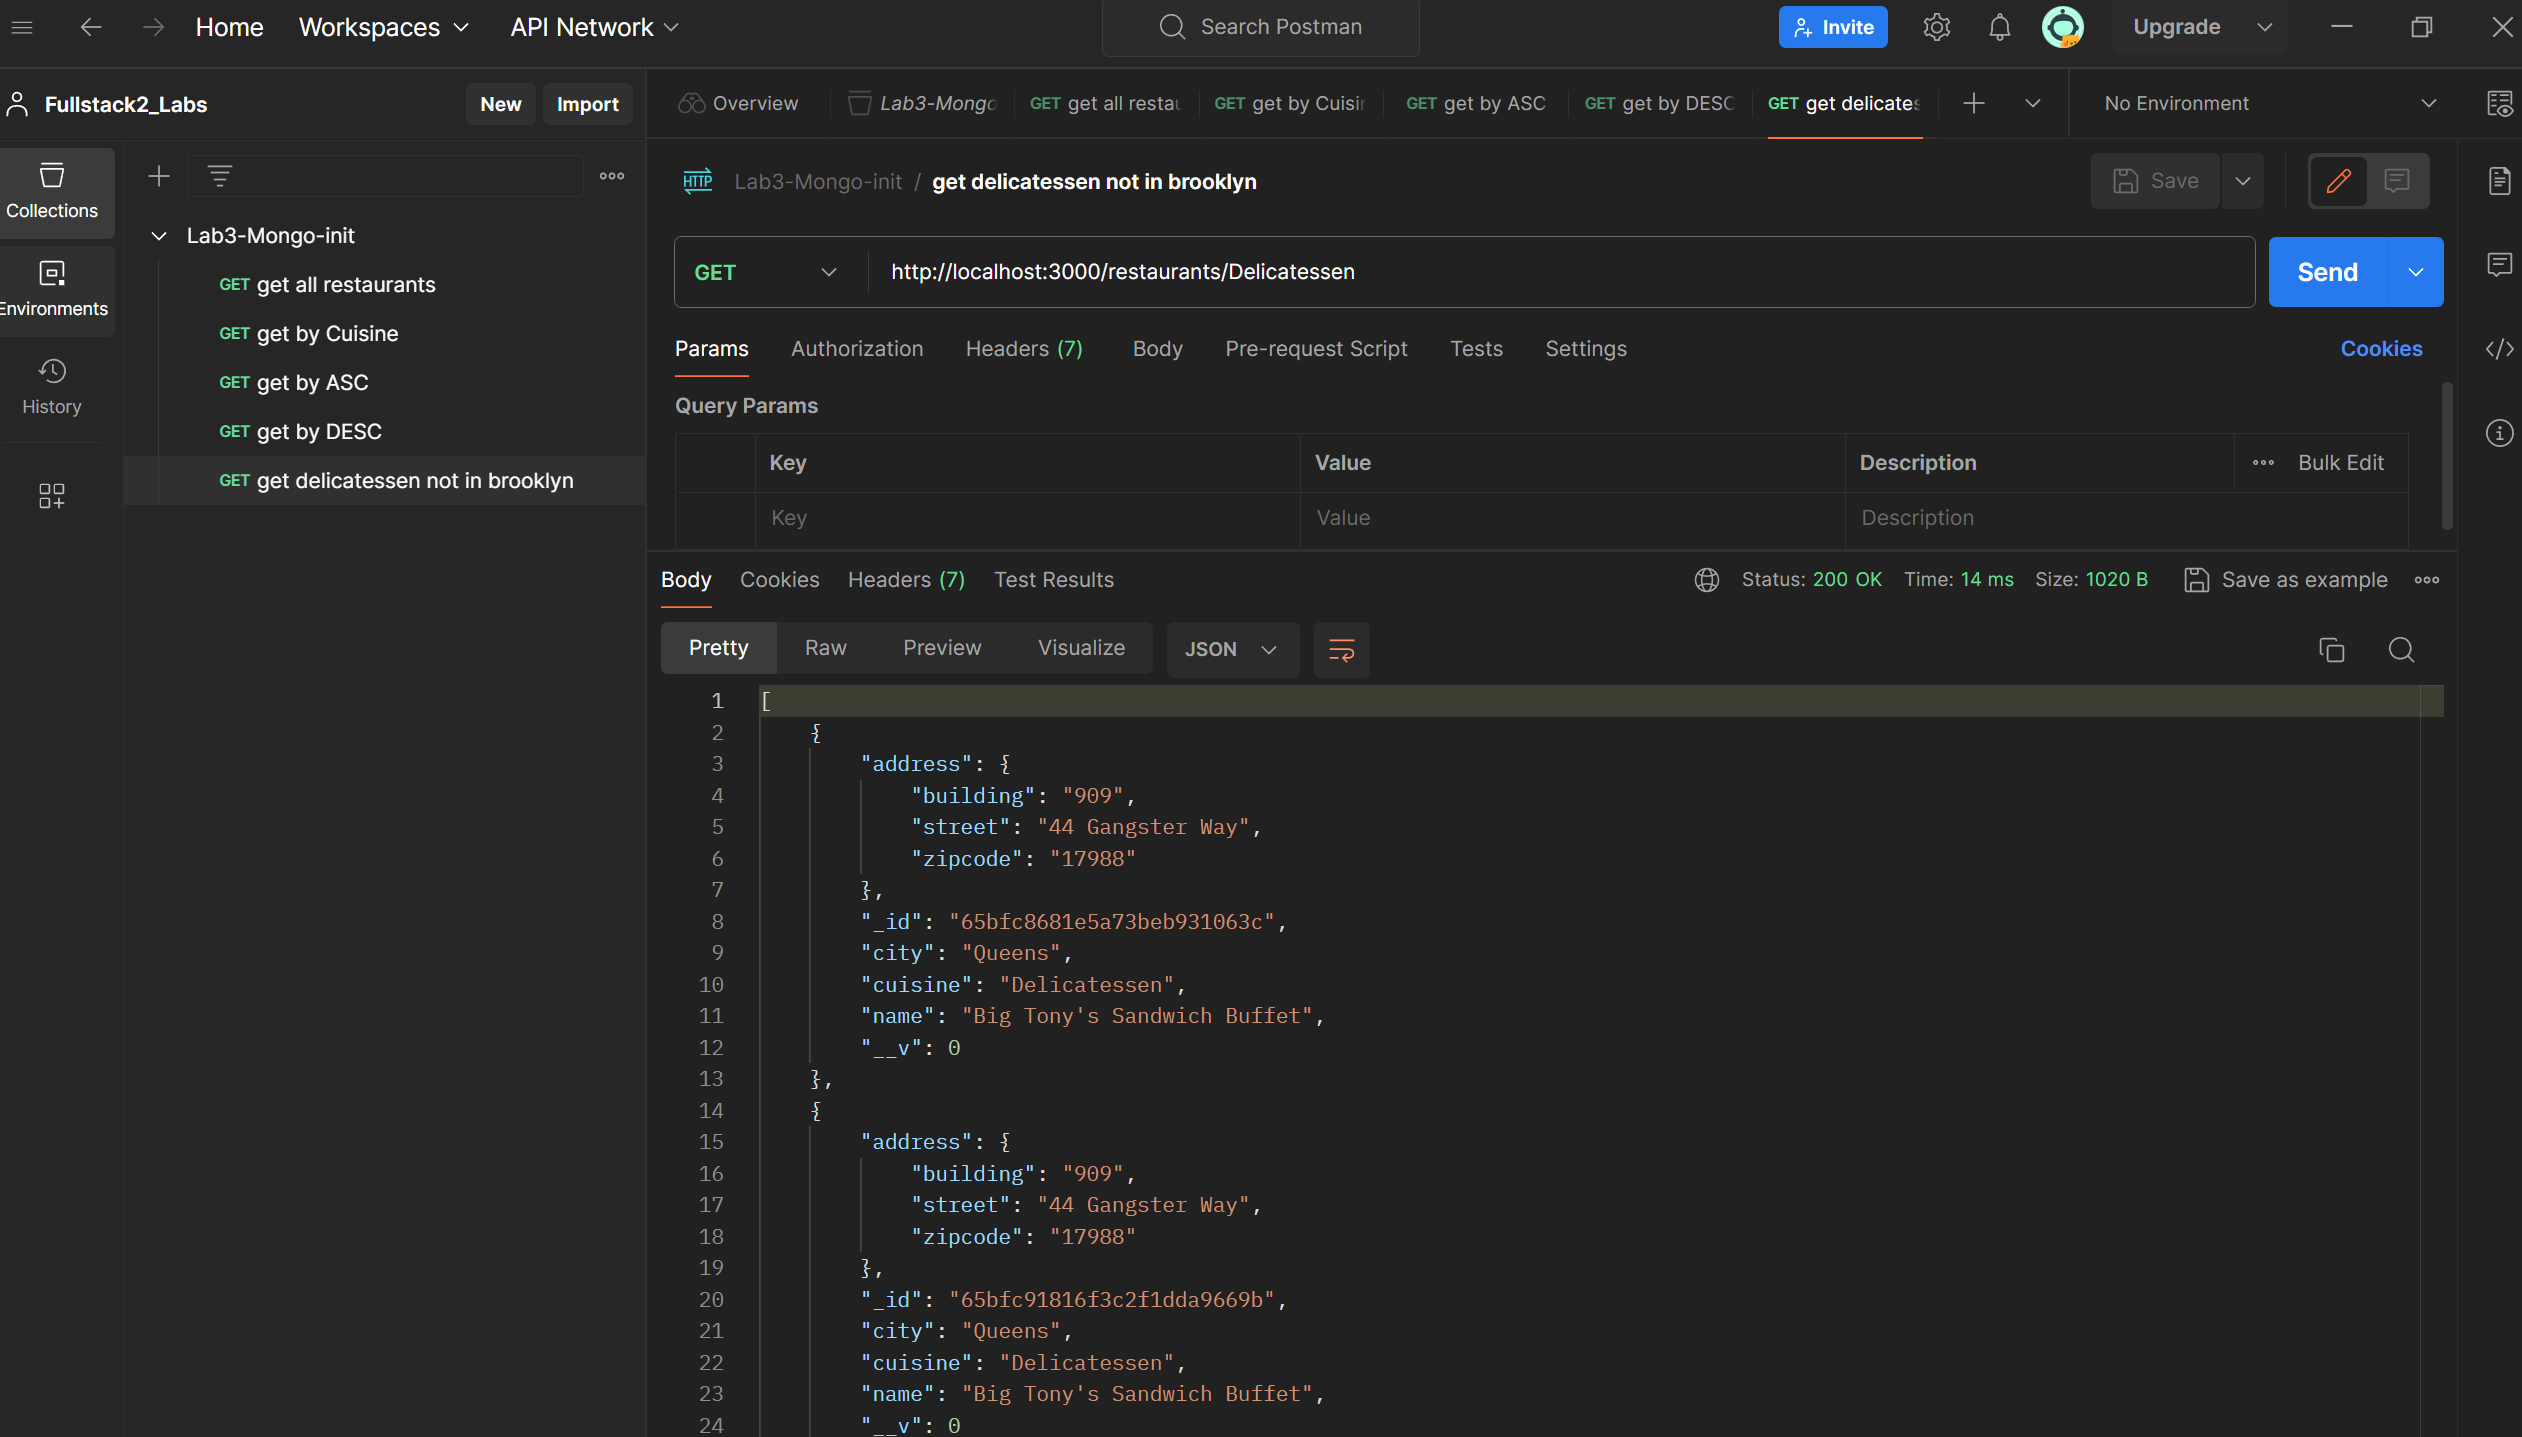 Home Workspaces API Network Search Postman Invite Upgrade
Fullstack2_Labs New Import Overview Lab3-Mongo GET get all restau GET get by Cuisin GET get by ASC GET get by DESC GET get delicates No Environment
Collections
Environments
History
Lab3-Mongo-init
GET get all restaurants
GET get by Cuisine
GET get by ASC
GET get by DESC
GET get delicatessen not in brooklyn
HTTP Lab3-Mongo-init / get delicatessen not in brooklyn Save
GET http://localhost:3000/restaurants/Delicatessen Send
Params Authorization Headers (7) Body Pre-request Script Tests Settings Cookies
Query Params
Key Value Description Bulk Edit
Key Value Description
Body Cookies Headers (7) Test Results Status: 200 OK Time: 14 ms Size: 1020 B Save as example
Pretty Raw Preview Visualize JSON
1 [
2 {
3 "address": {
4 "building": "909",
5 "street": "44 Gangster Way",
6 "zipcode": "17988"
7 },
8 "_id": "65bfc8681e5a73beb931063c",
9 "city": "Queens",
10 "cuisine": "Delicatessen",
11 "name": "Big Tony's Sandwich Buffet",
12 "__v": 0
13 },
14 {
15 "address": {
16 "building": "909",
17 "street": "44 Gangster Way",
18 "zipcode": "17988"
19 },
20 "_id": "65bfc91816f3c2f1dda9669b",
21 "city": "Queens",
22 "cuisine": "Delicatessen",
23 "name": "Big Tony's Sandwich Buffet",
24 "__v": 0